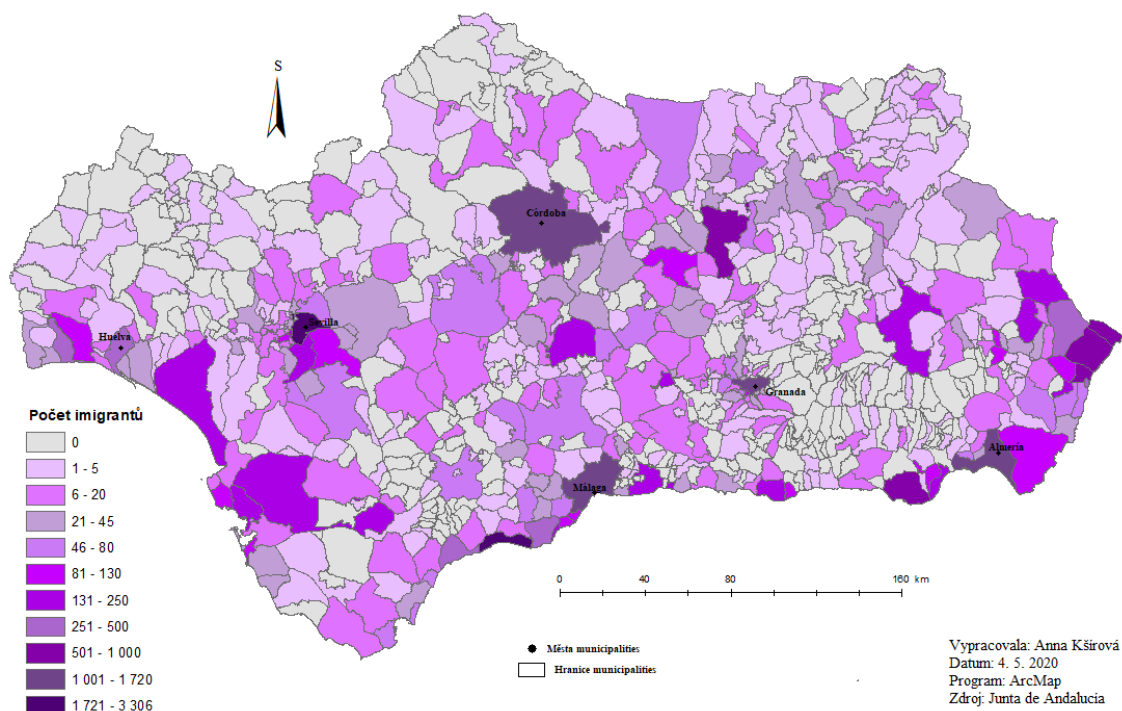 S
Córdoba
Sevilla
Huelva
Granada
Almería
Málaga
Počet imigrantů
0
1 - 5
6 - 20
21 - 45
46 - 80
81 - 130
131 - 250
251 - 500
501 - 1 000
1 001 - 1 720
1 721 - 3 306
0 40 80 160 km
Města municipalities
Hranice municipalities
Vypracovala: Anna Kšírová
Datum: 4. 5. 2020
Program: ArcMap
Zdroj: Junta de Andalucia